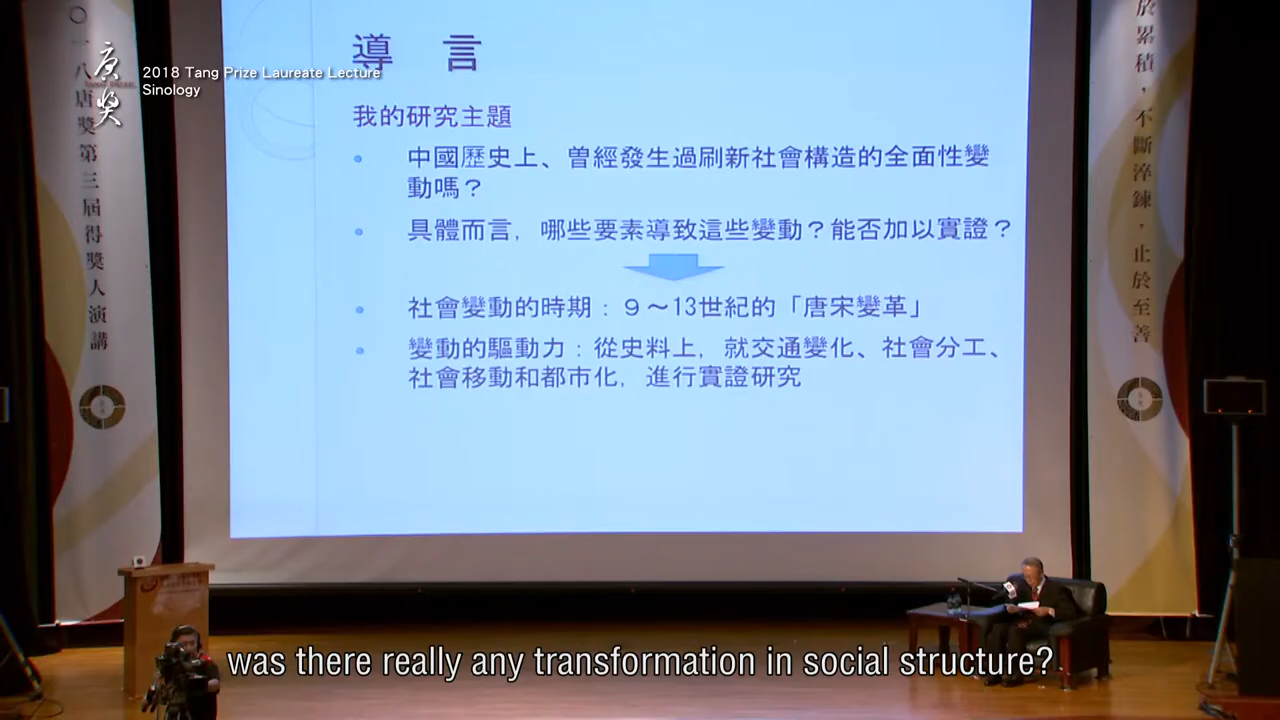 〇一八唐獎第三屆得獎人演講
唐獎
2018 Tang Prize Laureate Lecture
Sinology
導 言
我的研究主題
• 中國歷史上、曾經發生過刷新社會構造的全面性變
動嗎？
• 具體而言，哪些要素導致這些變動？能否加以實證？
• 社會變動的時期：９～13世紀的「唐宋變革」
• 變動的驅動力：從史料上，就交通變化、社會分工、
社會移動和都市化，進行實證研究
於累積，不斷淬鍊，止於至善
was there really any transformation in social structure?